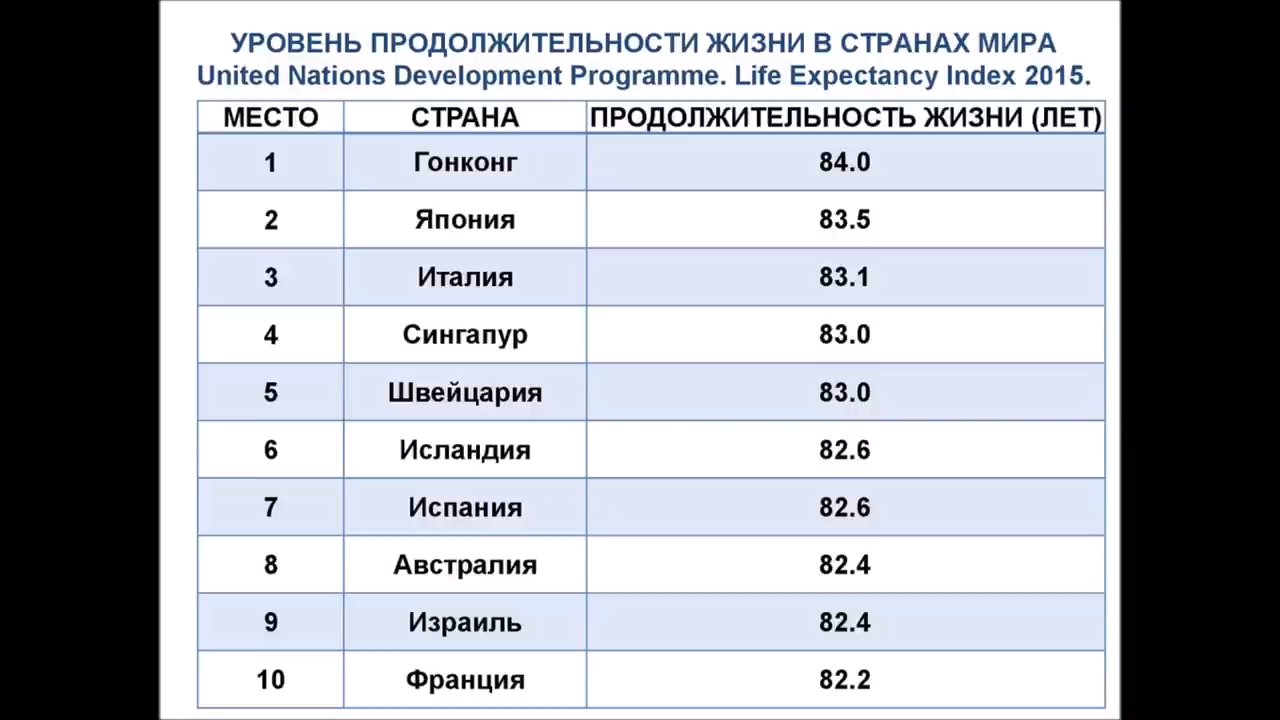 УРОВЕНЬ ПРОДОЛЖИТЕЛЬНОСТИ ЖИЗНИ В СТРАНАХ МИРА
United Nations Development Programme. Life Expectancy Index 2015.
МЕСТО СТРАНА ПРОДОЛЖИТЕЛЬНОСТЬ ЖИЗНИ (ЛЕТ)
1 Гонконг 84.0
2 Япония 83.5
3 Италия 83.1
4 Сингапур 83.0
5 Швейцария 83.0
6 Исландия 82.6
7 Испания 82.6
8 Австралия 82.4
9 Израиль 82.4
10 Франция 82.2